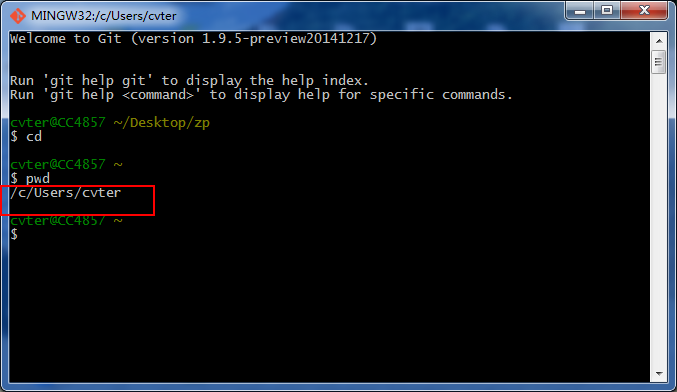 MINGW32:/c/Users/cvter
Welcome to Git (version 1.9.5-preview20141217)
Run 'git help git' to display the help index.
Run 'git help <command>' to display help for specific commands.
cvter@CC4857 ~/Desktop/zp
$ cd
cvter@CC4857 ~
$ pwd
/c/Users/cvter
cvter@CC4857 ~
$